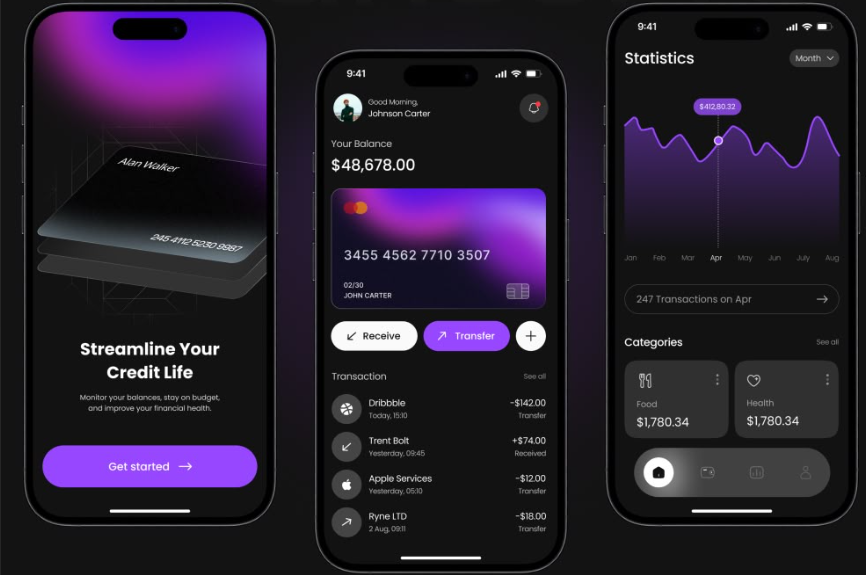 Alan Walker
245 4112 5230 9987
Streamline Your
Credit Life
Monitor your balances, stay on budget,
and improve your financial health.
Get started
9:41
Good Morning,
Johnson Carter
Your Balance
$48,678.00
3455 4562 7710 3507
02/30
JOHN CARTER
Receive
Transfer
Transaction
See all
Dribbble
-$142.00
Today, 15:10
Transfer
Trent Bolt
+$74.00
Yesterday, 09:45
Received
Apple Services
-$12.00
Yesterday, 05:10
Transfer
Ryne LTD
-$18.00
2 Aug, 09:11
Transfer
9:41
Statistics
Month
$412,80.32
Jan Feb Mar Apr May Jun July Aug
247 Transactions on Apr
Categories
See all
Food
$1,780.34
Health
$1,780.34